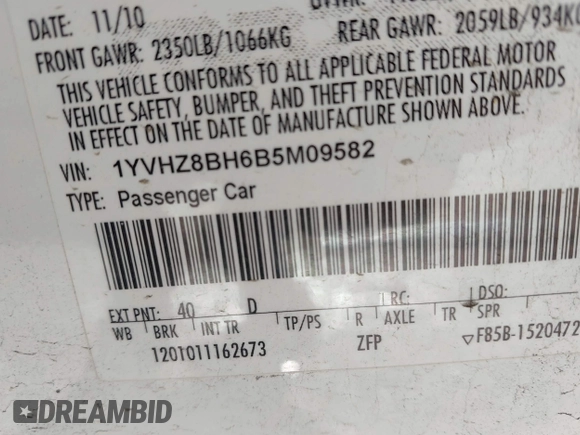 DATE: 11/10
FRONT GAWR: 2350LB/1066KG
REAR GAWR: 2059LB/934KG
THIS VEHICLE CONFORMS TO ALL APPLICABLE FEDERAL MOTOR
VEHICLE SAFETY, BUMPER, AND THEFT PREVENTION STANDARDS
IN EFFECT ON THE DATE OF MANUFACTURE SHOWN ABOVE.
VIN: 1YVHZ8BH6B5M09582
TYPE: Passenger Car
EXT PNT: 40 D RC: DSO:
WB BRK INT TR TP/PS R AXLE TR SPR
120T011162673 ZFP ▽F85B-1520472
DREAMBID